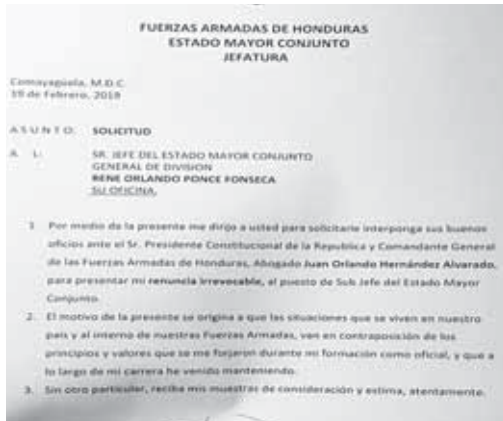 FUERZAS ARMADAS DE HONDURAS
ESTADO MAYOR CONJUNTO
JEFATURA
Comayagüela, M.D.C.
19 de Febrero, 2018
A S U N T O: SOLICITUD
A L: SR. JEFE DEL ESTADO MAYOR CONJUNTO
GENERAL DE DIVISION
RENE ORLANDO PONCE FONSECA
SU OFICINA.
1. Por medio de la presente me dirijo a usted para solicitarle interponga sus buenos
oficios ante el Sr. Presidente Constitucional de la Republica y Comandante General
de las Fuerzas Armadas de Honduras, Abogado Juan Orlando Hernández Alvarado,
para presentar mi renuncia irrevocable, al puesto de Sub Jefe del Estado Mayor
Conjunto.
2. El motivo de la presente se origina a que las situaciones que se viven en nuestro
país y al interno de nuestras Fuerzas Armadas, van en contraposición de los
principios y valores que se me forjaron durante mi formación como oficial, y que a
lo largo de mi carrera he venido manteniendo.
3. Sin otro particular, reciba mis muestras de consideración y estima, atentamente.